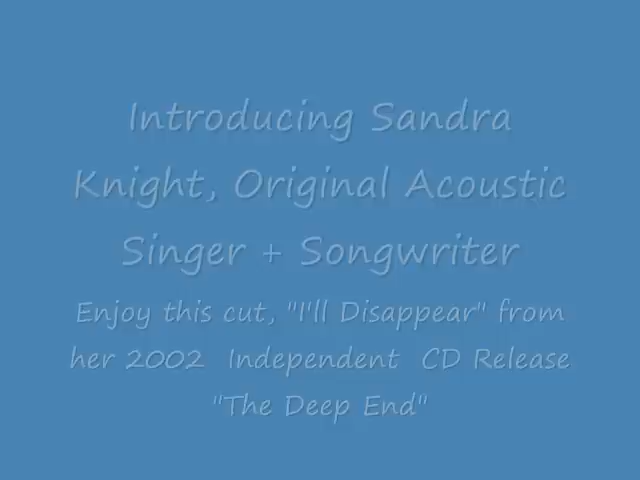 Introducing Sandra
Knight, Original Acoustic
Singer + Songwriter
Enjoy this cut, "I'll Disappear" from
her 2002 Independent CD Release
"The Deep End"